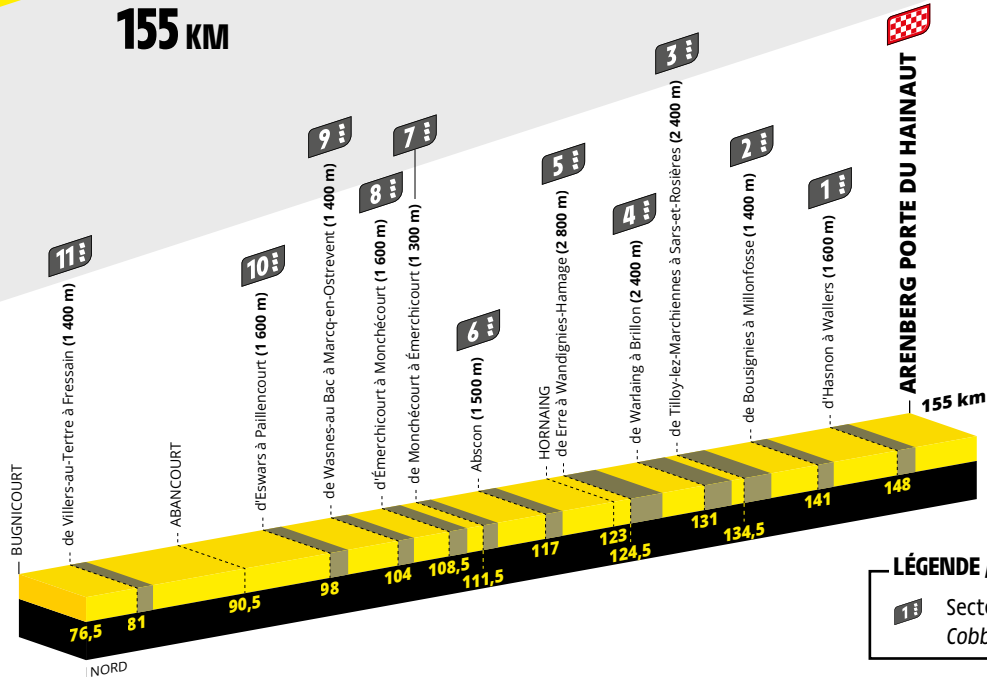 155 KM
BUGNICOURT
11
de Villers-au-Tertre à Fressain (1 400 m)
ABANCOURT
10
d'Eswars à Paillencourt (1 600 m)
9
de Wasnes-au Bac à Marcq-en-Ostrevent (1 400 m)
8
d'Émerchicourt à Monchécourt (1 600 m)
7
de Monchécourt à Émerchicourt (1 300 m)
6
Abscon (1 500 m)
HORNAING
5
de Erre à Wandignies-Hamage (2 800 m)
4
de Warlaing à Brillon (2 400 m)
3
de Tilloy-lez-Marchiennes à Sars-et-Rosières (2 400 m)
2
de Bousignies à Millonfosse (1 400 m)
1
d'Hasnon à Wallers (1 600 m)
ARENBERG PORTE DU HAINAUT
155 km
76,5
81
90,5
98
104
108,5
111,5
117
123
124,5
131
134,5
141
148
NORD
LÉGENDE /
1
Secte
Cobb